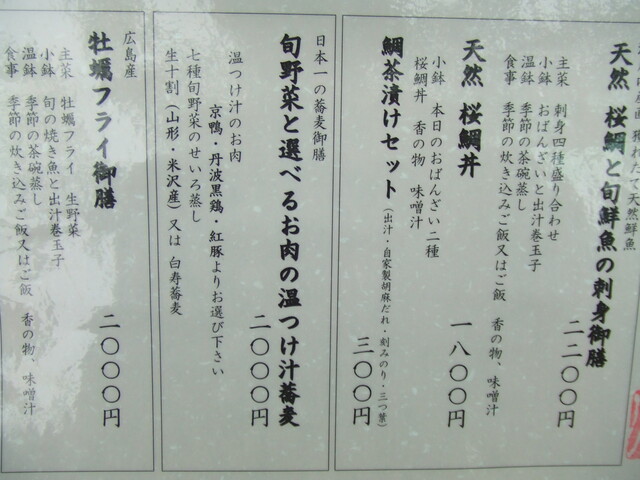 天然鮮魚
天然 桜鯛と旬鮮魚の刺身御膳
二二〇〇円
主菜 刺身四種盛り合わせ
小鉢 おばんざいと出汁巻玉子
温鉢 季節の茶碗蒸し
食事 季節の炊き込みご飯又はご飯 香の物、味噌汁
天然 桜鯛丼
一八〇〇円
小鉢 本日のおばんざい二種
桜鯛丼 香の物 味噌汁
鯛茶漬けセット(出汁・自家製胡麻だれ・刻みのり・三つ葉)
三〇〇円
日本一の蕎麦御膳
旬野菜と選べるお肉の温つけ汁蕎麦
二〇〇〇円
温つけ汁のお肉
京鴨・丹波黒鶏・紅豚よりお選び下さい
七種旬野菜のせいろ蒸し
生十割(山形・米沢産)又は 白寿蕎麦
広島産
牡蠣フライ御膳
二〇〇〇円
主菜 牡蠣フライ 生野菜
小鉢 旬の焼き魚と出汁巻玉子
温鉢 季節の茶碗蒸し
食事 季節の炊き込みご飯又はご飯 香の物、味噌汁